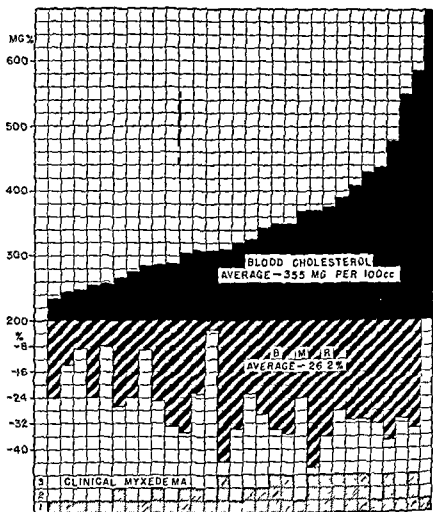 MG%
600
500
400
300
BLOOD CHOLESTEROL
AVERAGE-355 MG PER 100cc
200
%
-8
-16
-24
-32
-40
B M R
AVERAGE-26.2%
3 CLINICAL MYXEDEMA
2
1